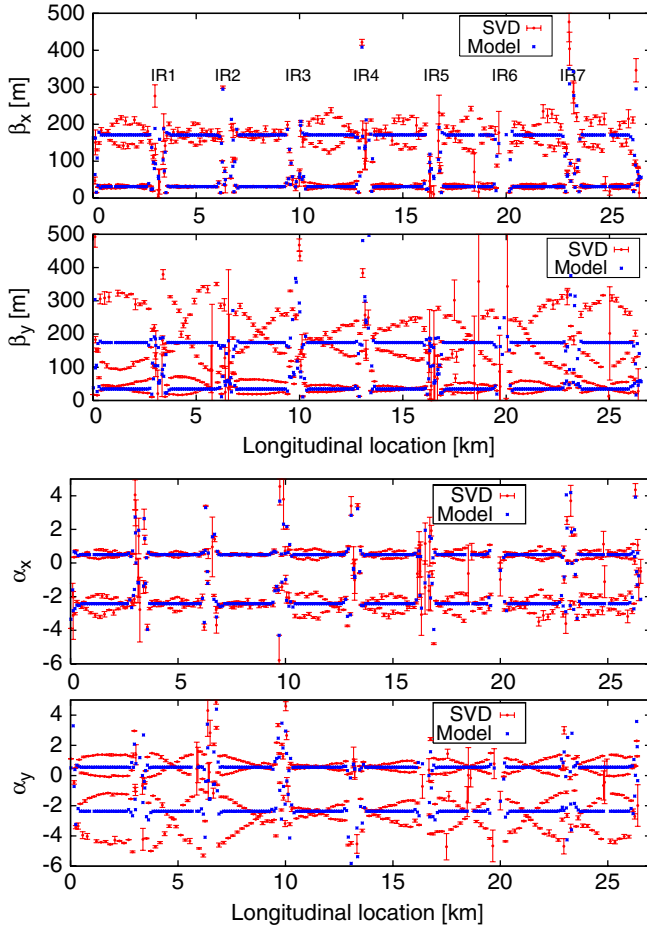 500
400
300
200
100
0
βx [m]
SVD
Model
IR1 IR2 IR3 IR4 IR5 IR6 IR7
0 5 10 15 20 25
500
400
300
200
100
0
βy [m]
SVD
Model
0 5 10 15 20 25
Longitudinal location [km]
4
2
0
-2
-4
-6
αx
SVD
Model
0 5 10 15 20 25
4
2
0
-2
-4
-6
αy
SVD
Model
0 5 10 15 20 25
Longitudinal location [km]